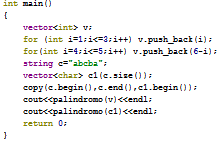 int main()
{
vector<int> v;
for (int i=1;i<=3;i++) v.push_back(i);
for(int i=4;i<=5;i++) v.push_back(6-i);
string c="abcba";
vector<char> c1(c.size());
copy(c.begin(),c.end(),c1.begin());
cout<<palindromo(v)<<endl;
cout<<palindromo(c1)<<endl;
return 0;
}